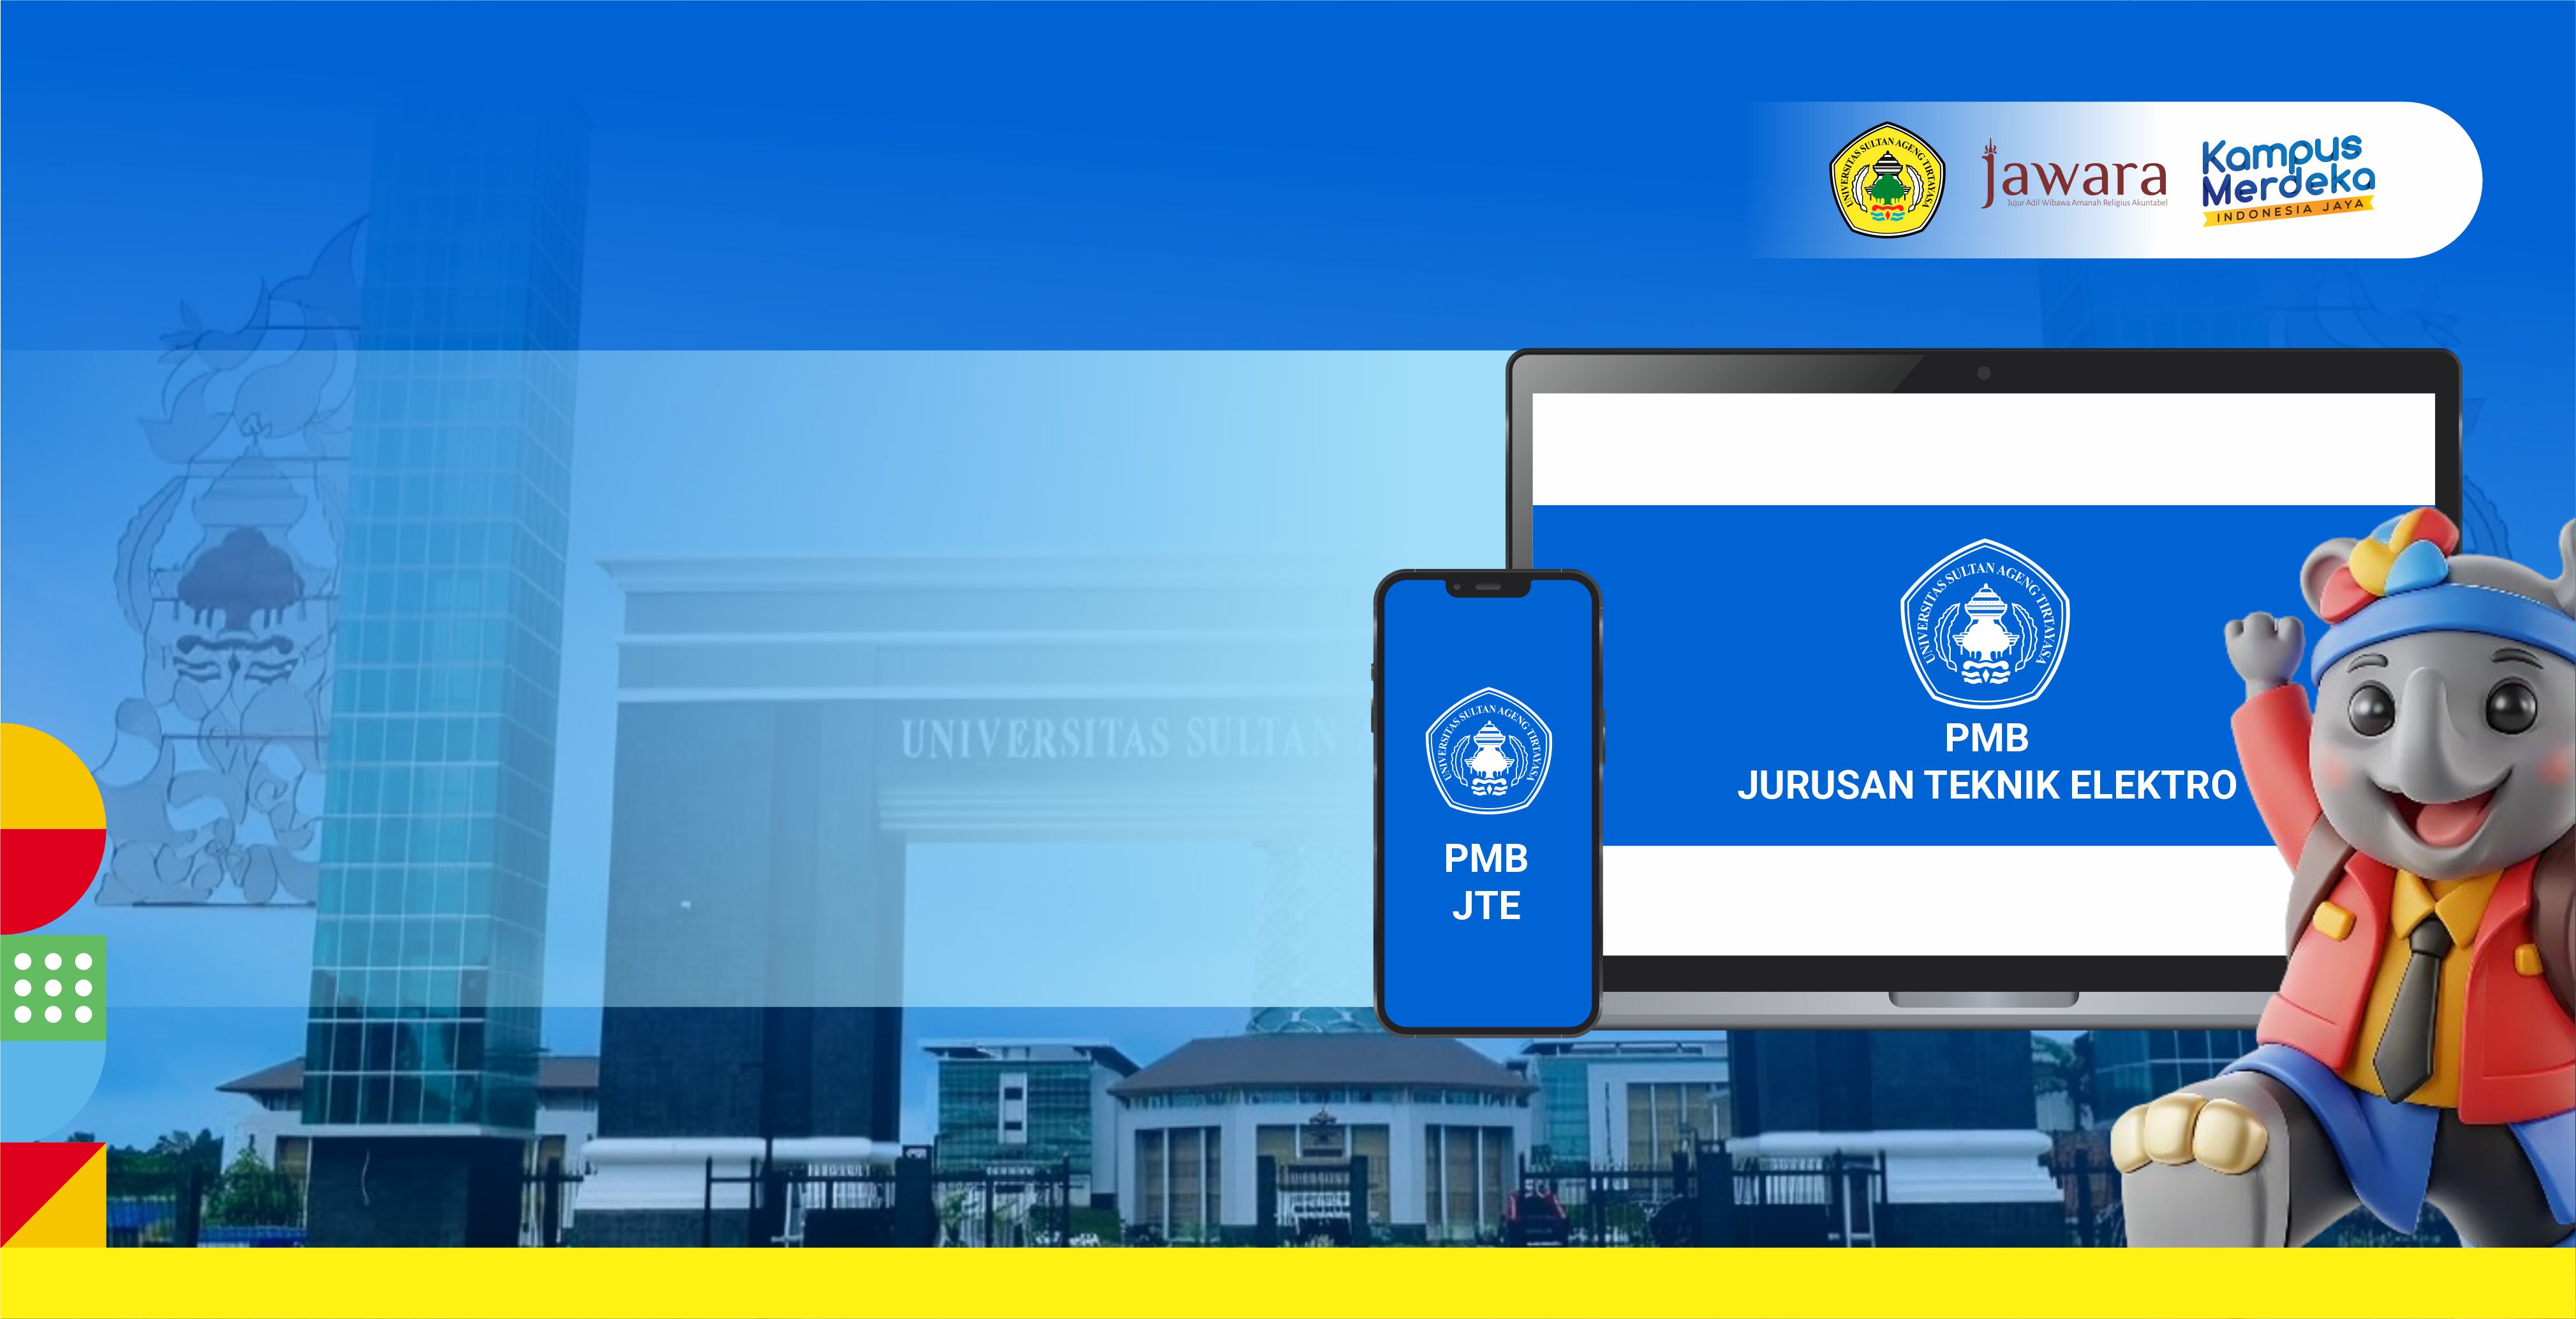 UNIVERSITAS SULTAN AGENG TIRTAYASA
Jawara
Jujur Adil Wibawa Amanah Religius Akuntabel
Kampus
Merdeka
INDONESIA JAYA
UNIVERSITAS SULTAN AGENG TIRTAYASA
PMB
JURUSAN TEKNIK ELEKTRO
UNIVERSITAS SULTAN
UNIVERSITAS SULTAN AGENG TIRTAYASA
PMB
JTE